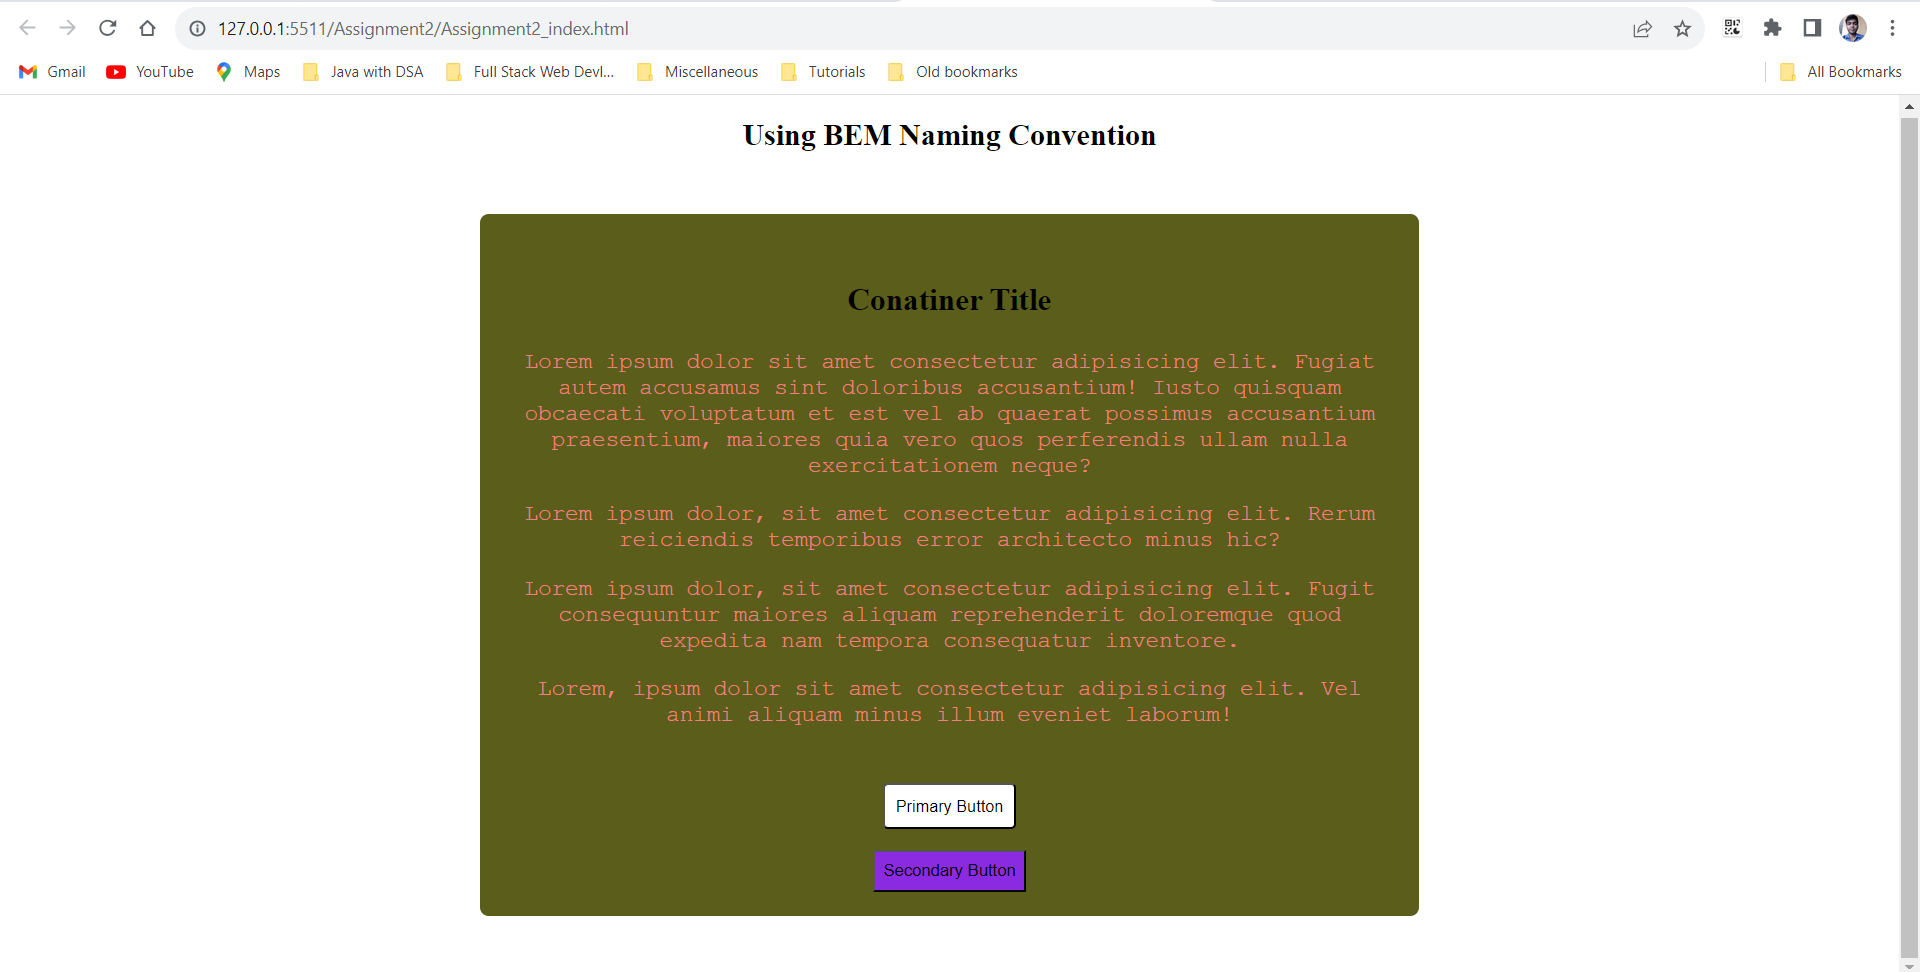 127.0.0.1:5511/Assignment2/Assignment2_index.html
Gmail YouTube Maps Java with DSA Full Stack Web Devl... Miscellaneous Tutorials Old bookmarks All Bookmarks
Using BEM Naming Convention
Conatiner Title
Lorem ipsum dolor sit amet consectetur adipisicing elit. Fugiat
autem accusamus sint doloribus accusantium! Iusto quisquam
obcaecati voluptatum et est vel ab quaerat possimus accusantium
praesentium, maiores quia vero quos perferendis ullam nulla
exercitationem neque?
Lorem ipsum dolor, sit amet consectetur adipisicing elit. Rerum
reiciendis temporibus error architecto minus hic?
Lorem ipsum dolor, sit amet consectetur adipisicing elit. Fugit
consequuntur maiores aliquam reprehenderit doloremque quod
expedita nam tempora consequatur inventore.
Lorem, ipsum dolor sit amet consectetur adipisicing elit. Vel
animi aliquam minus illum eveniet laborum!
Primary Button
Secondary Button